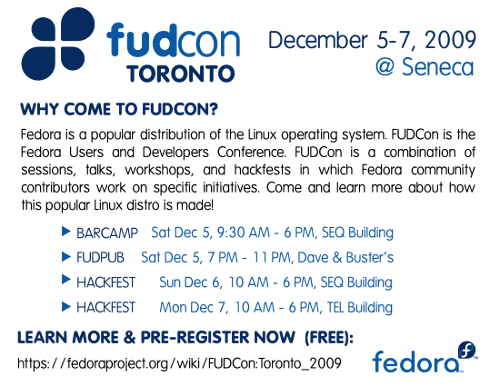 fudcon
TORONTO
December 5-7, 2009
@ Seneca
WHY COME TO FUDCON?
Fedora is a popular distribution of the Linux operating system. FUDCon is the
Fedora Users and Developers Conference. FUDCon is a combination of
sessions, talks, workshops, and hackfests in which Fedora community
contributors work on specific initiatives. Come and learn more about how
this popular Linux distro is made!
BARCAMP Sat Dec 5, 9:30 AM - 6 PM, SEQ Building
FUDPUB Sat Dec 5, 7 PM - 11 PM, Dave & Buster's
HACKFEST Sun Dec 6, 10 AM - 6 PM, SEQ Building
HACKFEST Mon Dec 7, 10 AM - 6 PM, TEL Building
LEARN MORE & PRE-REGISTER NOW (FREE):
https://fedoraproject.org/wiki/FUDCon:Toronto_2009
fedora